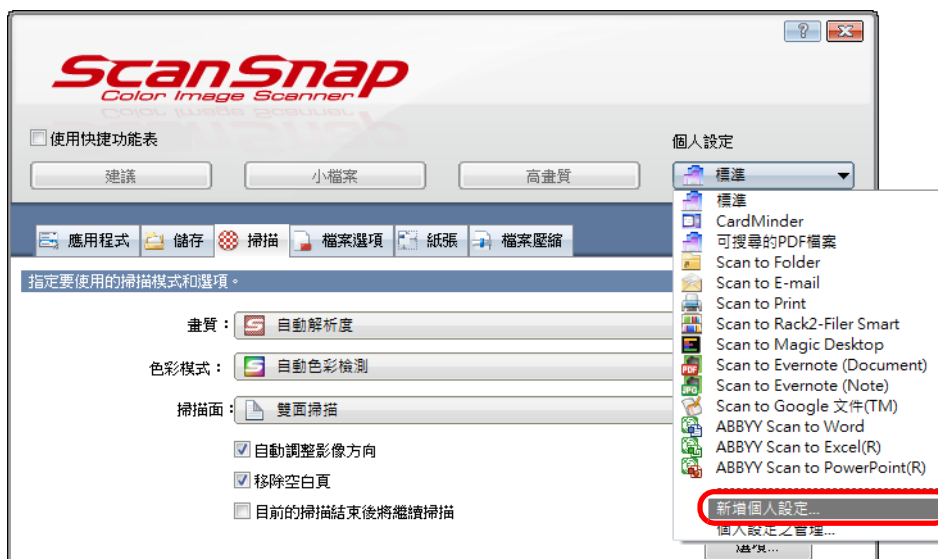 ScanSnap
Color Image Scanner
使用快捷功能表
個人設定
建議
小檔案
高畫質
標準
應用程式
儲存
掃描
檔案選項
紙張
檔案壓縮
指定要使用的掃描模式和選項。
畫質：
自動解析度
色彩模式：
自動色彩檢測
掃描面：
雙面掃描
自動調整影像方向
移除空白頁
目前的掃描結束後將繼續掃描
標準
CardMinder
可搜尋的PDF檔案
Scan to Folder
Scan to E-mail
Scan to Print
Scan to Rack2-Filer Smart
Scan to Magic Desktop
Scan to Evernote (Document)
Scan to Evernote (Note)
Scan to Google 文件(TM)
ABBYY Scan to Word
ABBYY Scan to Excel(R)
ABBYY Scan to PowerPoint(R)
新增個人設定...
個人設定之管理...
選項...